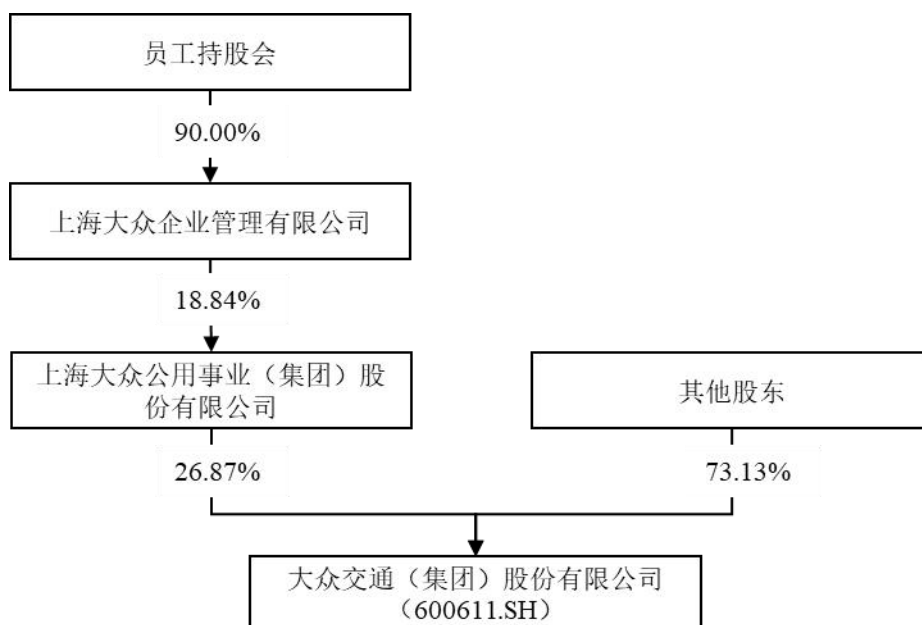 员工持股会
90.00%
上海大众企业管理有限公司
18.84%
上海大众公用事业（集团）股
份有限公司
其他股东
26.87%
73.13%
大众交通（集团）股份有限公司
（600611.SH）